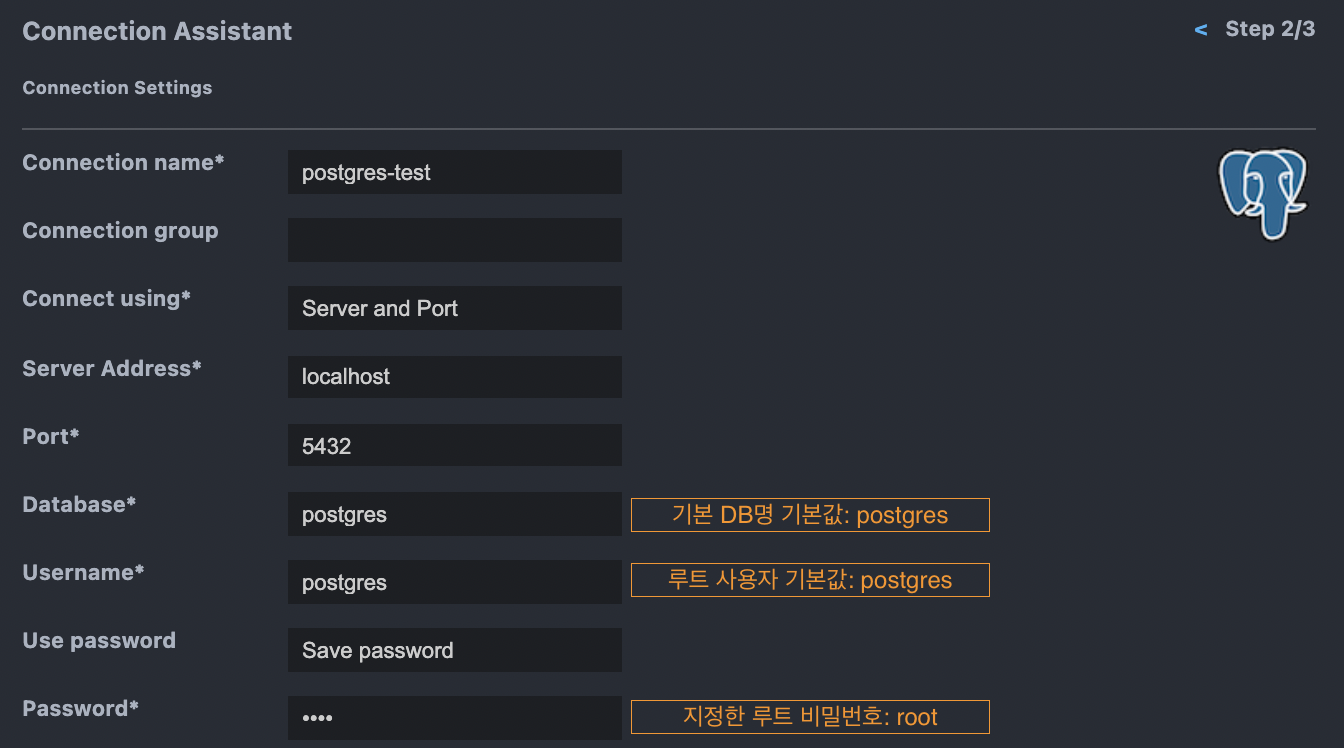 Connection Assistant
< Step 2/3
Connection Settings
Connection name* postgres-test
Connection group
Connect using* Server and Port
Server Address* localhost
Port* 5432
Database* postgres 기본 DB명 기본값: postgres
Username* postgres 루트 사용자 기본값: postgres
Use password Save password
Password* •••• 지정한 루트 비밀번호: root